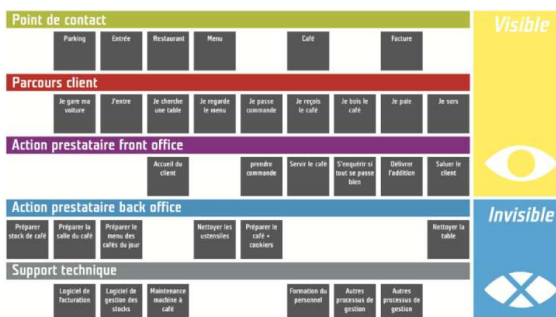 Point de contact
Visible
Parking Entrée Restaurant Menu Café Facture
Parcours client
Je gare ma voiture
J'entre
Je cherche une table
Je regarde le menu
Je passe commande
Je reçois le café
Je bois le café
Je paie
Je sors
Action prestataire front office
Accueil du client
prendre commande
Servir le café
S'enquérir si tout se passe bien
Délivrer l'addition
Saluer le client
Action prestataire back office
Invisible
Préparer stock de café
Préparer la salle du café
Préparer le menu des cafés du jour
Nettoyer les ustensiles
Préparer le café + cookiers
Nettoyer la table
Support technique
Logiciel de facturation
Logiciel de gestion des stocks
Maintenance machine à café
Formation du personnel
Autres processus de gestion
Autres processus de gestion